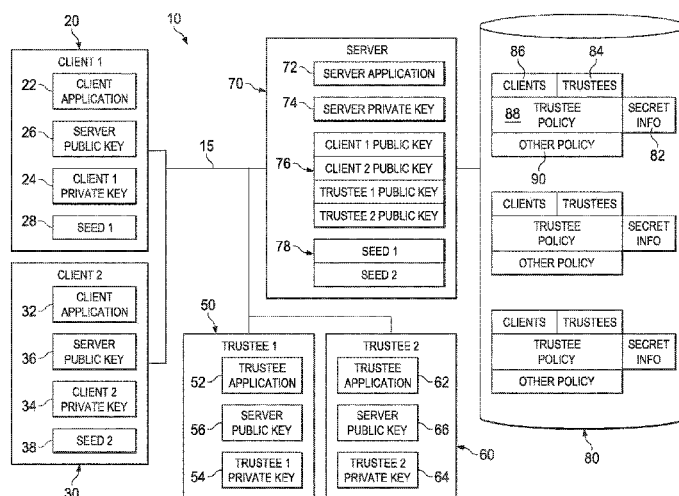 10
20
CLIENT 1
22
CLIENT
APPLICATION
26
SERVER
PUBLIC KEY
24
CLIENT 1
PRIVATE KEY
28
SEED 1
CLIENT 2
32
CLIENT
APPLICATION
36
SERVER
PUBLIC KEY
34
CLIENT 2
PRIVATE KEY
38
SEED 2
30
15
SERVER
70
72
SERVER APPLICATION
74
SERVER PRIVATE KEY
76
CLIENT 1 PUBLIC KEY
CLIENT 2 PUBLIC KEY
TRUSTEE 1 PUBLIC KEY
TRUSTEE 2 PUBLIC KEY
78
SEED 1
SEED 2
50
TRUSTEE 1
52
TRUSTEE
APPLICATION
56
SERVER
PUBLIC KEY
54
TRUSTEE 1
PRIVATE KEY
TRUSTEE 2
TRUSTEE
APPLICATION
62
SERVER
PUBLIC KEY
66
TRUSTEE 2
PRIVATE KEY
64
60
86
84
CLIENTS
TRUSTEES
88
TRUSTEE
POLICY
SECRET
INFO
82
OTHER POLICY
90
CLIENTS
TRUSTEES
TRUSTEE
POLICY
SECRET
INFO
OTHER POLICY
CLIENTS
TRUSTEES
TRUSTEE
POLICY
SECRET
INFO
OTHER POLICY
80